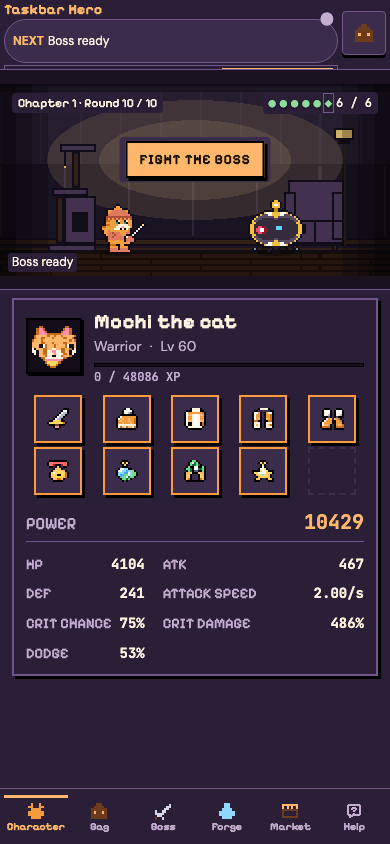 Taskbar Hero
NEXT Boss ready
Chapter 1 · Round 10 / 10
6 / 6
FIGHT THE BOSS
Boss ready
Mochi the cat
Warrior · Lv 60
0 / 48086 XP
POWER 10429
HP 4104 ATK 467
DEF 241 ATTACK SPEED 2.00/s
CRIT CHANCE 75% CRIT DAMAGE 486%
DODGE 53%
Character Bag Boss Forge Market Help